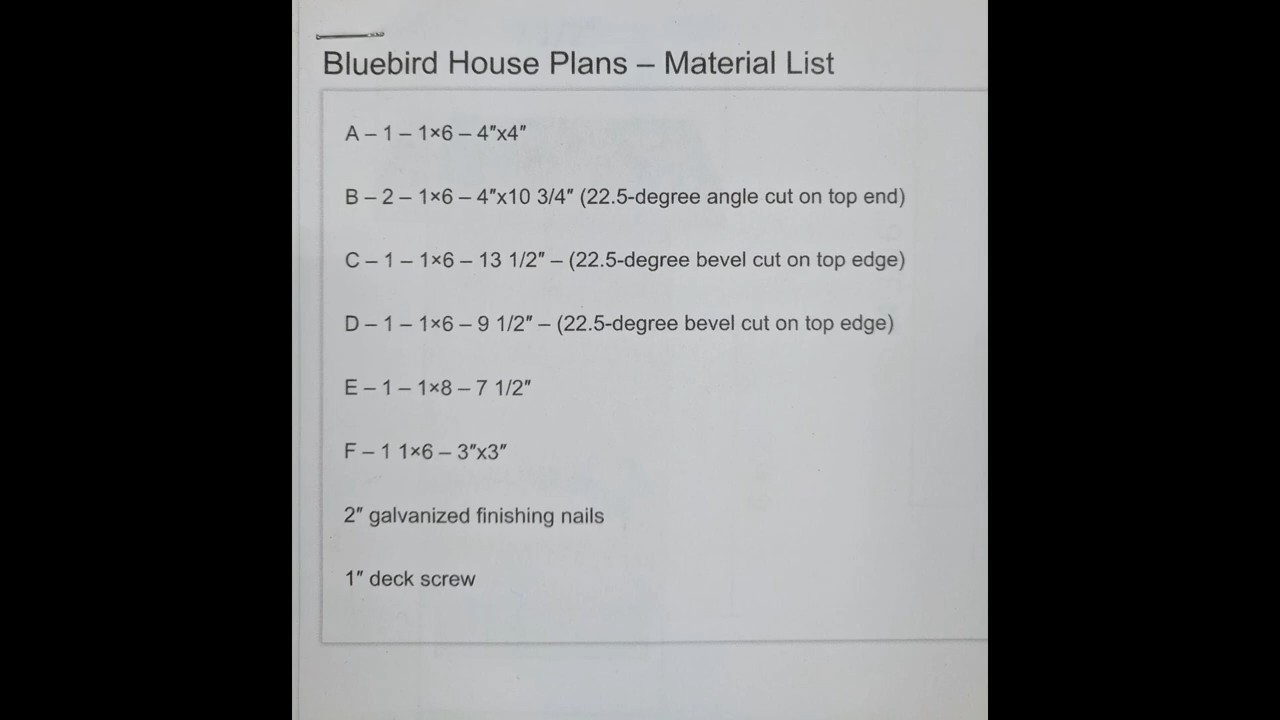 Bluebird House Plans – Material List
A – 1 – 1×6 – 4″x4″
B – 2 – 1×6 – 4″x10 3/4″ (22.5-degree angle cut on top end)
C – 1 – 1×6 – 13 1/2″ – (22.5-degree bevel cut on top edge)
D – 1 – 1×6 – 9 1/2″ – (22.5-degree bevel cut on top edge)
E – 1 – 1×8 – 7 1/2″
F – 1 1×6 – 3″x3″
2″ galvanized finishing nails
1″ deck screw